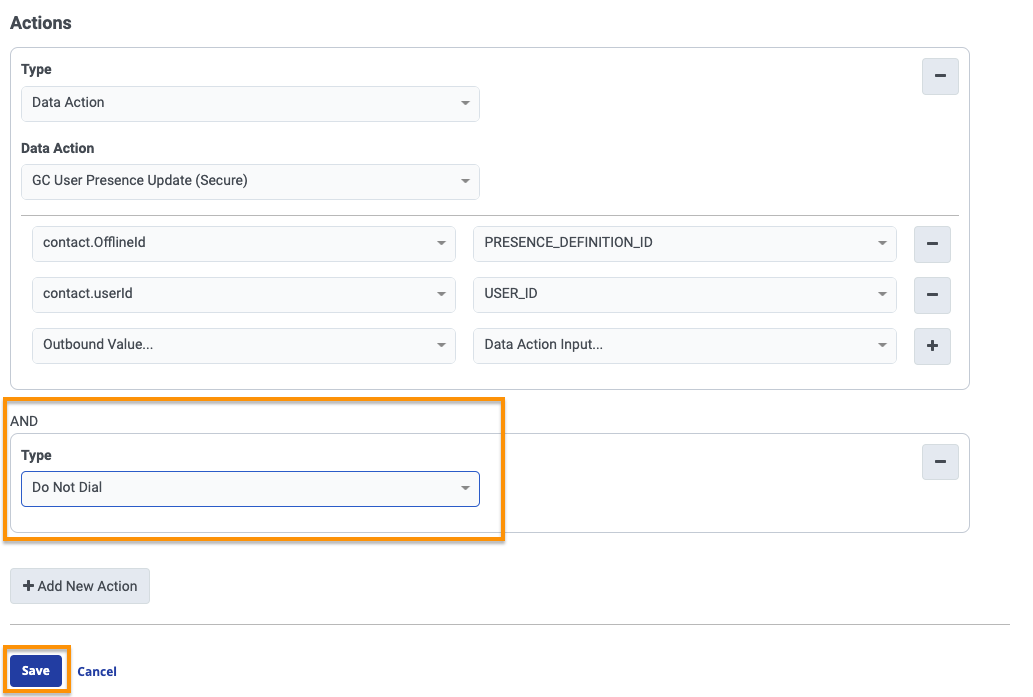 Actions
Type
Data Action
Data Action
GC User Presence Update (Secure)
contact.OfflineId PRESENCE_DEFINITION_ID
contact.userId USER_ID
Outbound Value... Data Action Input...
AND
Type
Do Not Dial
Add New Action
Save Cancel